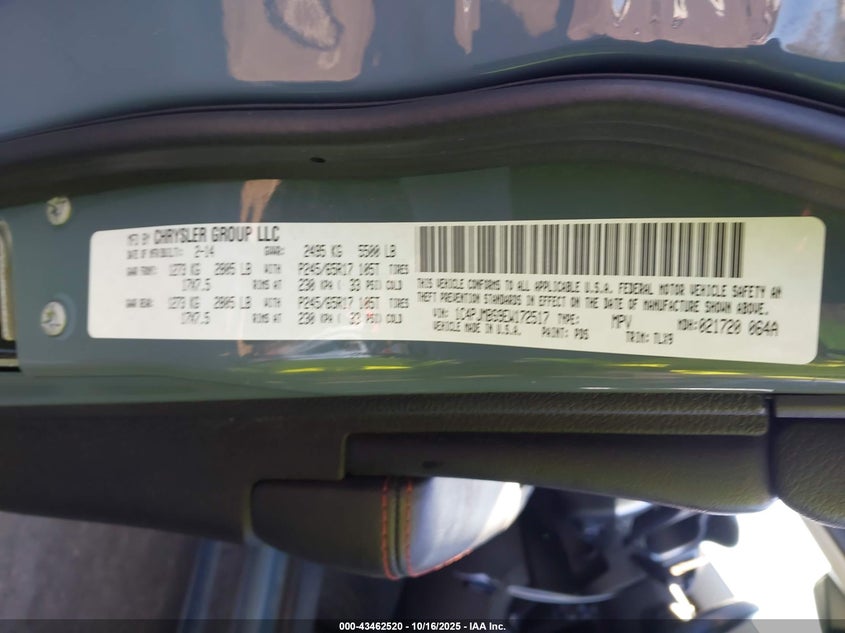 MFD BY CHRYSLER GROUP LLC
DATE OF MFR/BUILT: 2-14 GVWR: 2495 KG 5500 LB
GAWR FRONT: 1273 KG 2805 LB WITH P245/65R17 105T TIRES
17X7.5 RIMS AT 230 KPA ( 33 PSI) COLD
GAWR REAR: 1273 KG 2805 LB WITH P245/65R17 105T TIRES
17X7.5 RIMS AT 230 KPA ( 33 PSI) COLD
THIS VEHICLE CONFORMS TO ALL APPLICABLE U.S.A. FEDERAL MOTOR VEHICLE SAFETY AN
THEFT PREVENTION STANDARDS IN EFFECT ON THE DATE OF MANUFACTURE SHOWN ABOVE.
VIN: 1C4PJMBS9EW172517 TYPE: MPV MDH: 021720 064A
MADE IN U.S.A. PAINT: PDS TRIM: TLX9
000-43462520 - 10/16/2025 - IAA Inc.